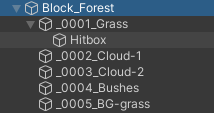 Block_Forest
_0001_Grass
Hitbox
_0002_Cloud-1
_0003_Cloud-2
_0004_Bushes
_0005_BG-grass